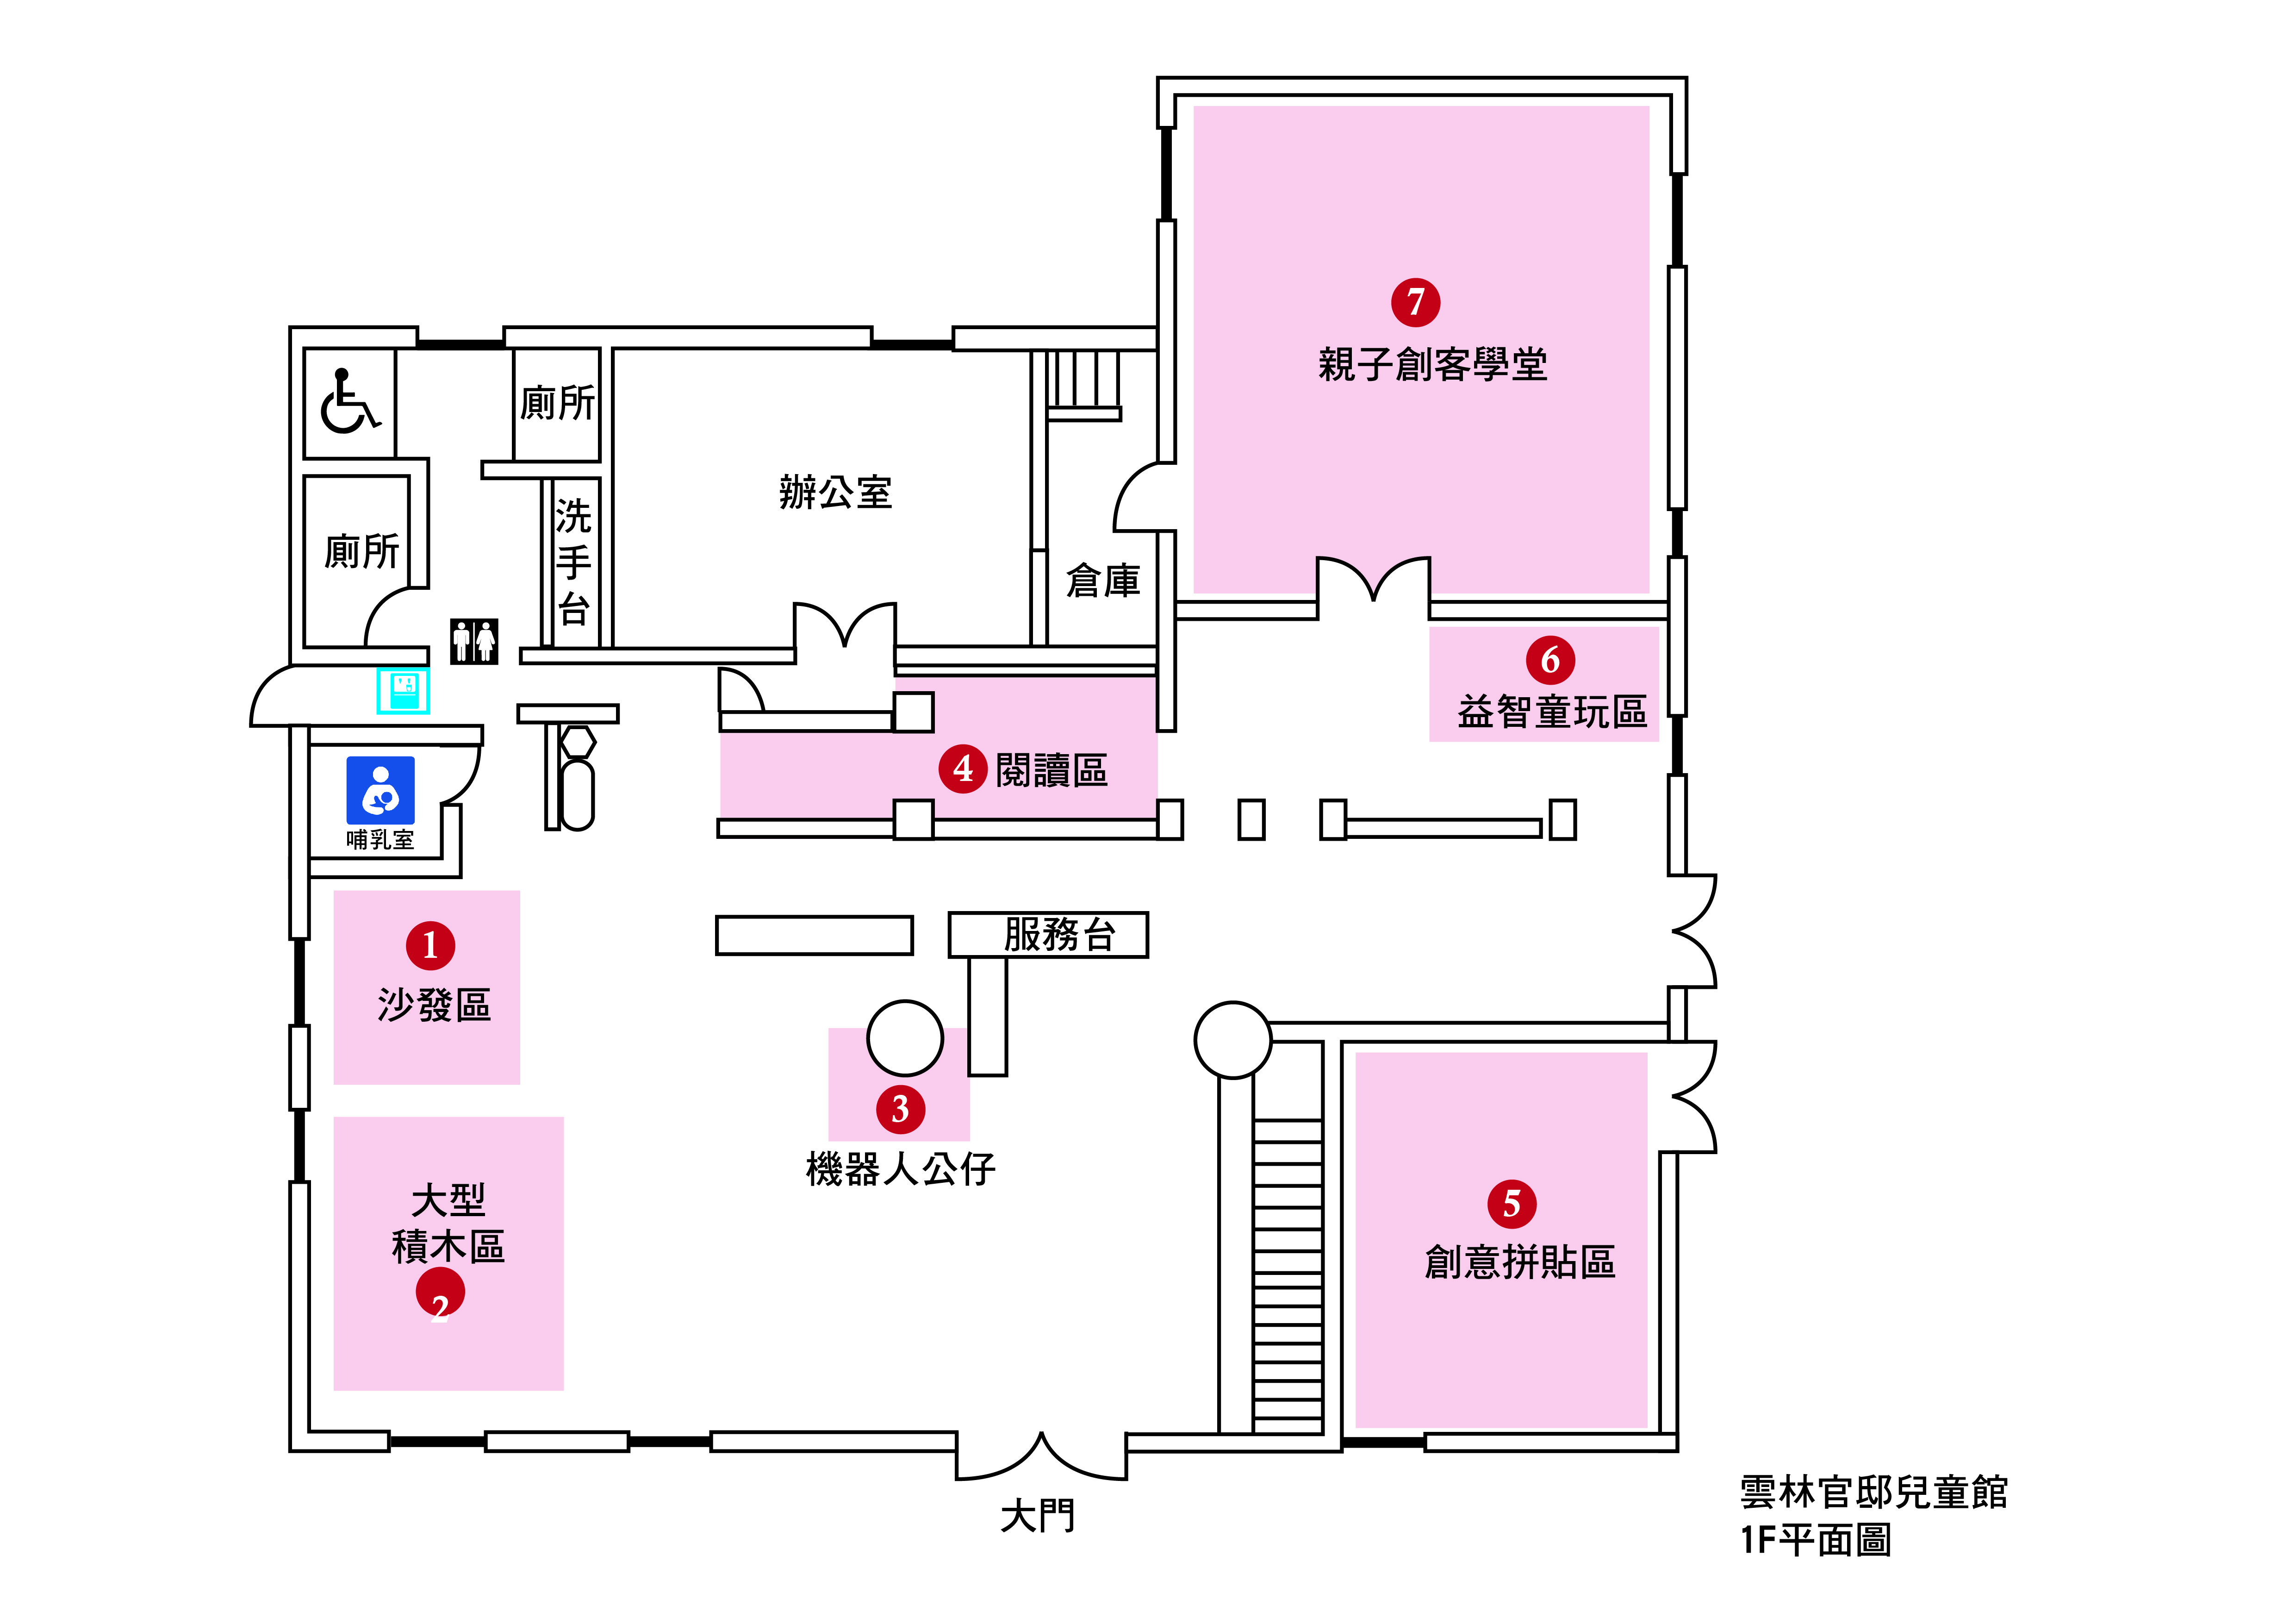 7
親子創客學堂
廁所
辦公室
洗手台
廁所
倉庫
6
益智童玩區
4 閱讀區
哺乳室
1
沙發區
服務台
3
機器人公仔
大型
積木區
2
5
創意拼貼區
大門
雲林官邸兒童館
1F平面圖